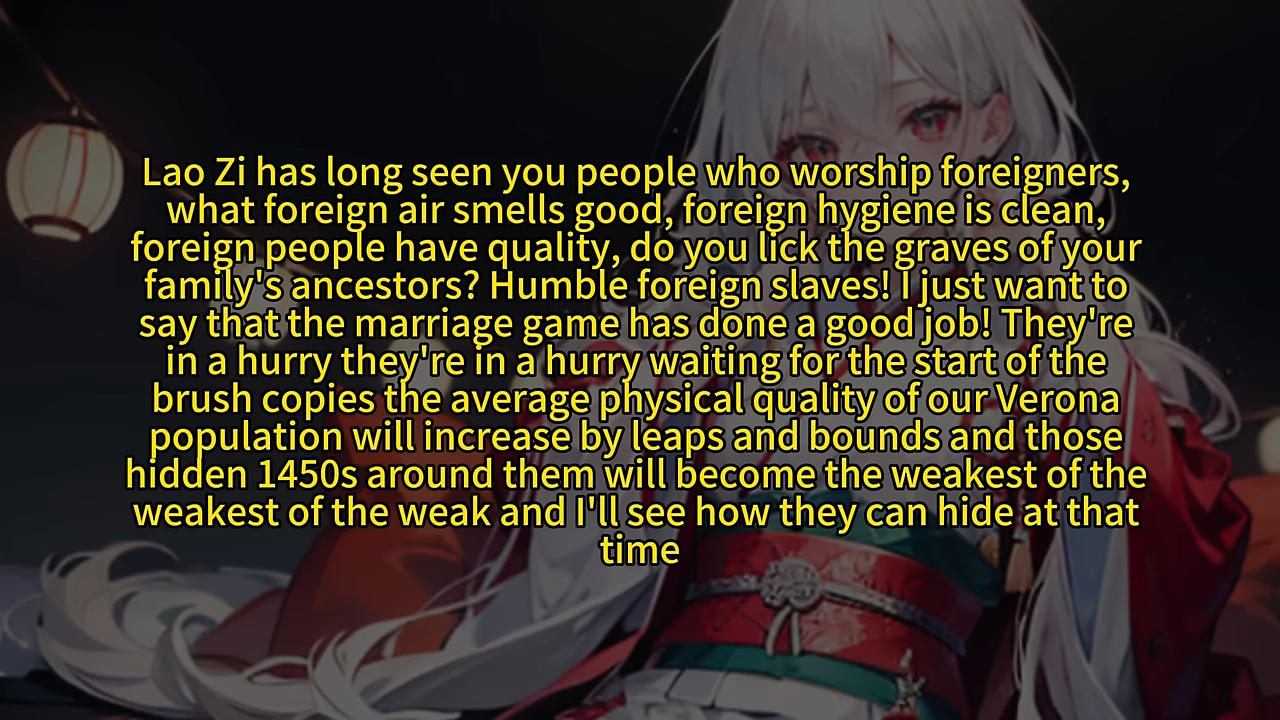 Lao Zi has long seen you people who worship foreigners,
what foreign air smells good, foreign hygiene is clean,
foreign people have quality, do you lick the graves of your
family's ancestors? Humble foreign slaves! I just want to
say that the marriage game has done a good job! They're
in a hurry they're in a hurry waiting for the start of the
brush copies the average physical quality of our Verona
population will increase by leaps and bounds and those
hidden 1450s around them will become the weakest of the
weakest of the weak and I'll see how they can hide at that
time